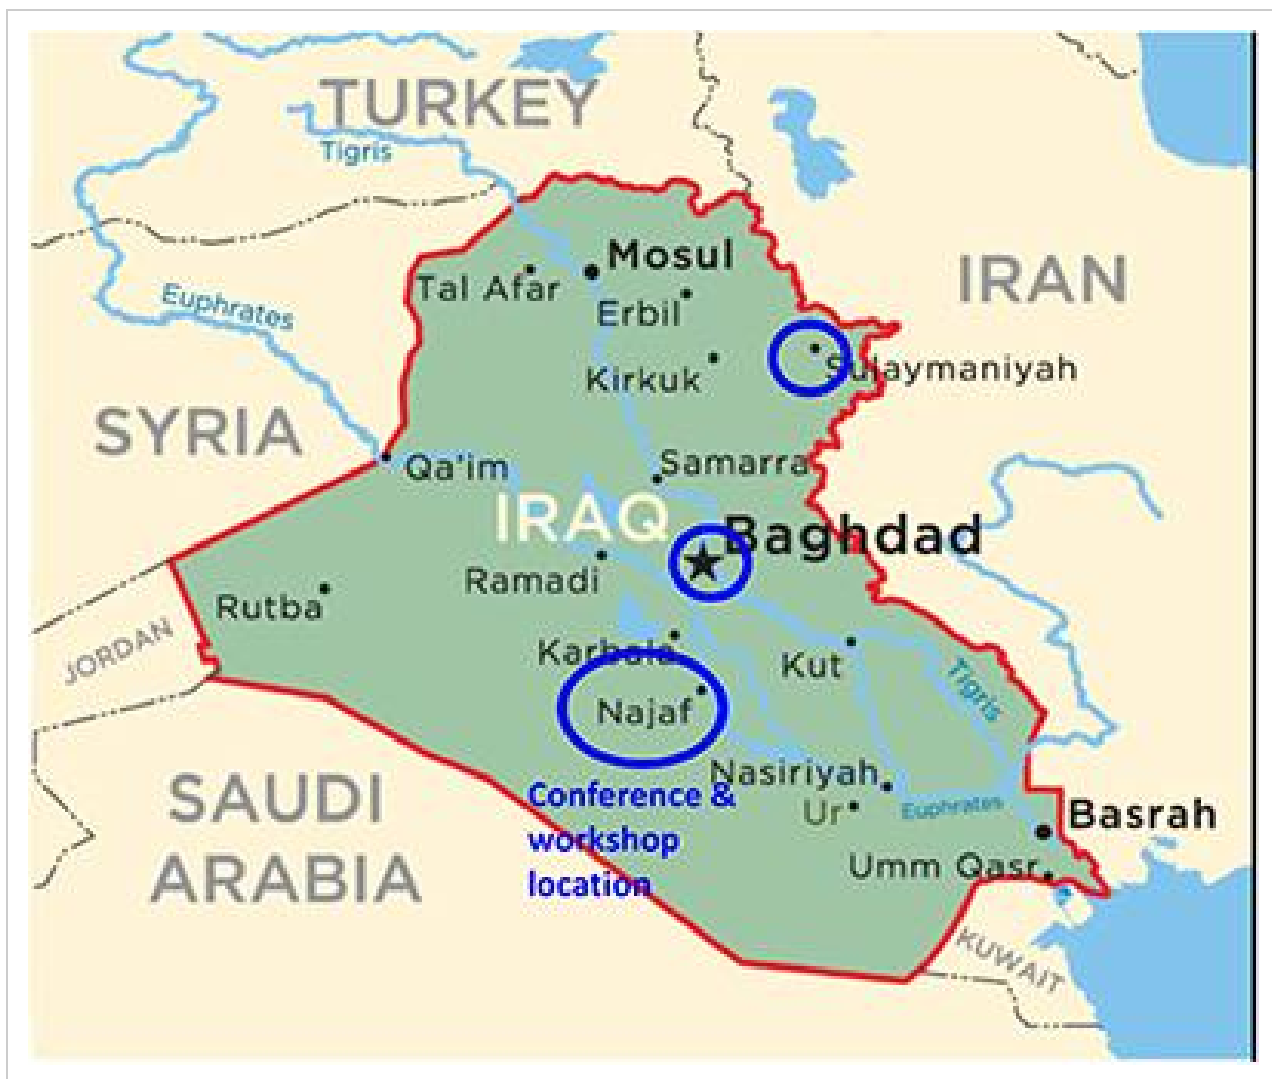 TURKEY
Tigris
Mosul
IRAN
Tal Afar
Euphrates
Erbil
Sulaymaniyah
Kirkuk
SYRIA
Qa'im
Samarra
IRAQ
Baghdad
Ramadi
Rutba
JORDAN
Karbala
Kut
Tigris
Najaf
Nasiriyah
SAUDI
ARABIA
Conference &
workshop
location
Ur
Euphrates
Basrah
Umm Qasr
KUWAIT